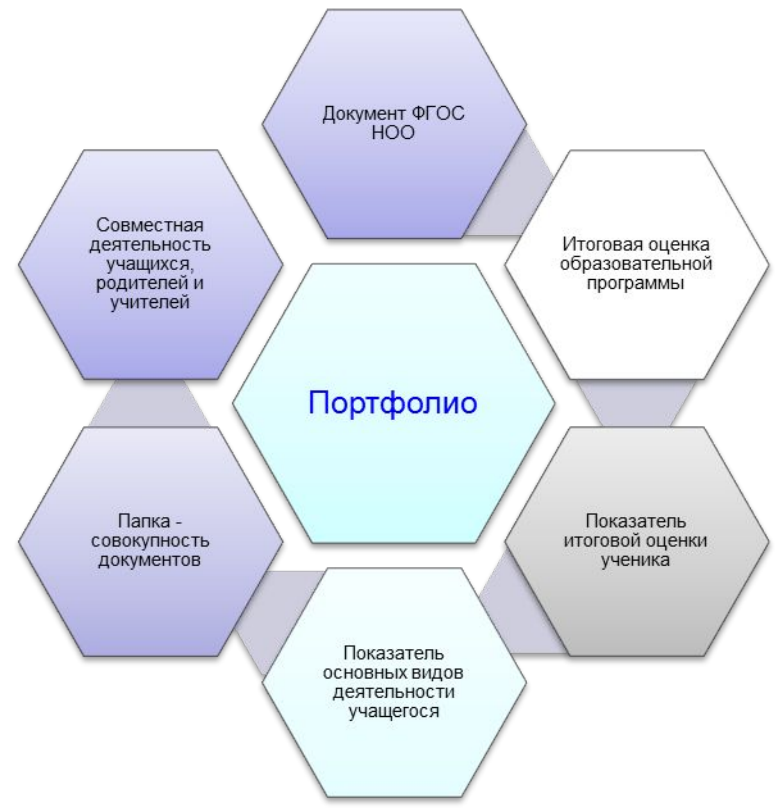 Документ ФГОС
НОО
Итоговая оценка
образовательной
программы
Показатель
итоговой оценки
ученика
Показатель
основных видов
деятельности
учащегося
Папка -
совокупность
документов
Совместная
деятельность
учащихся,
родителей и
учителей
Портфолио